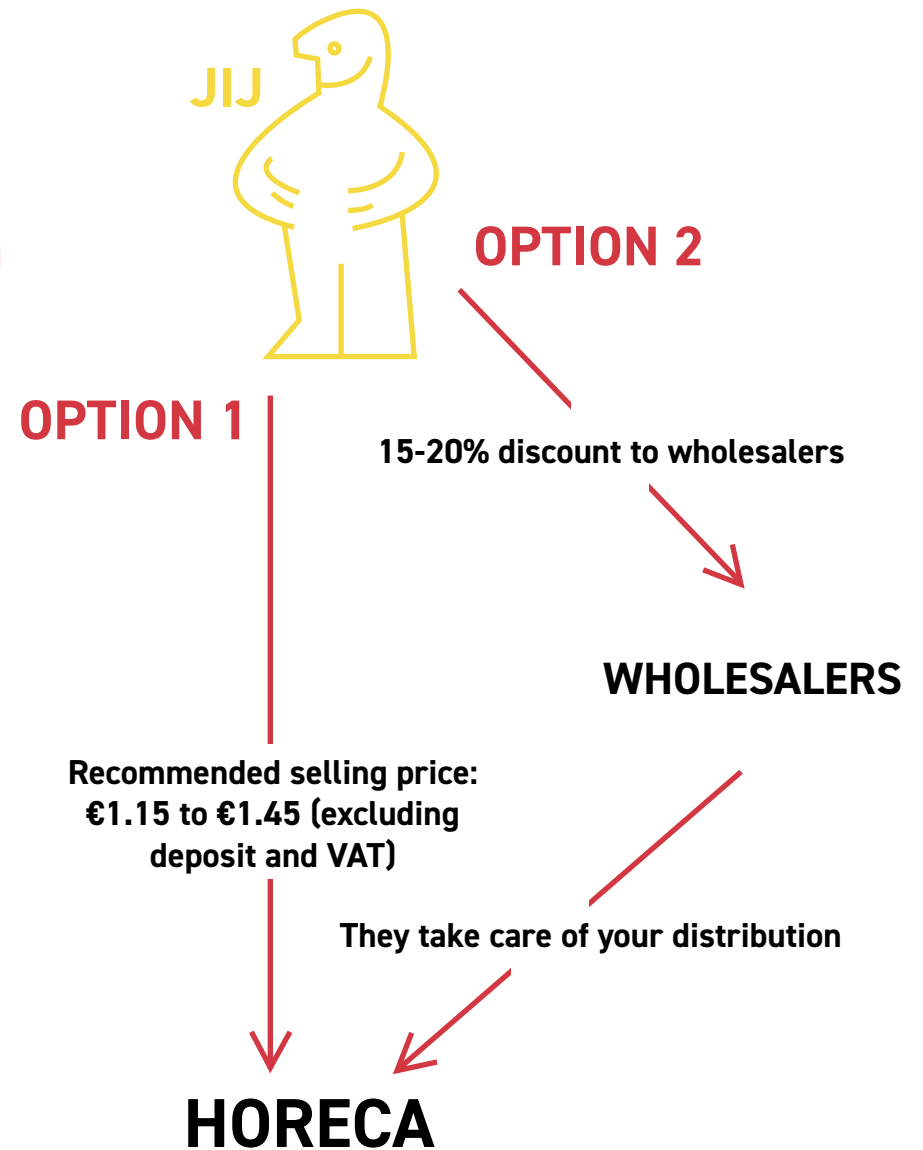 JIJ
OPTION 2
OPTION 1
15-20% discount to wholesalers
WHOLESALERS
Recommended selling price:
€1.15 to €1.45 (excluding
deposit and VAT)
They take care of your distribution
HORECA